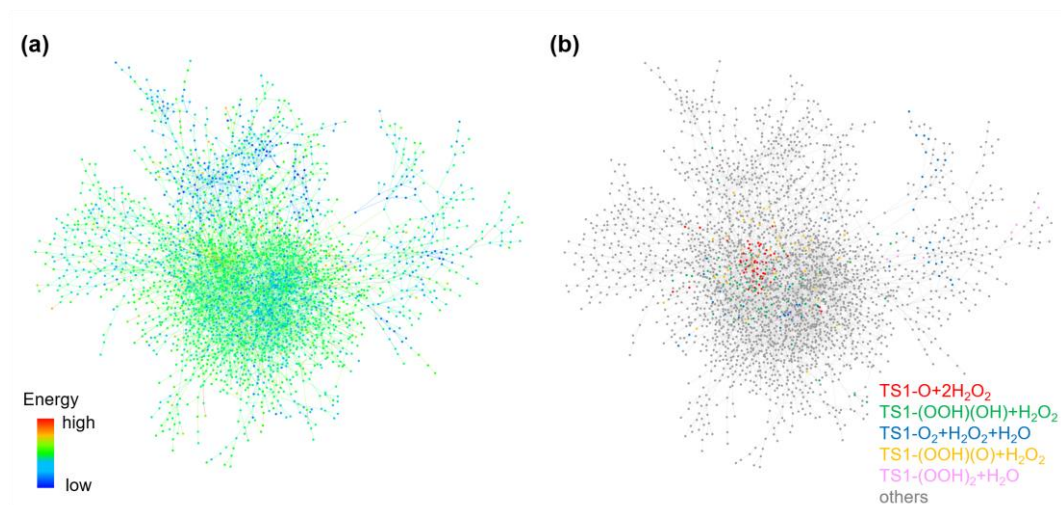 (a)
(b)
Energy
high
low
TS1-O+2H₂O₂
TS1-(OOH)(OH)+H₂O₂
TS1-O₂+H₂O₂+H₂O
TS1-(OOH)(O)+H₂O₂
TS1-(OOH)₂+H₂O
others